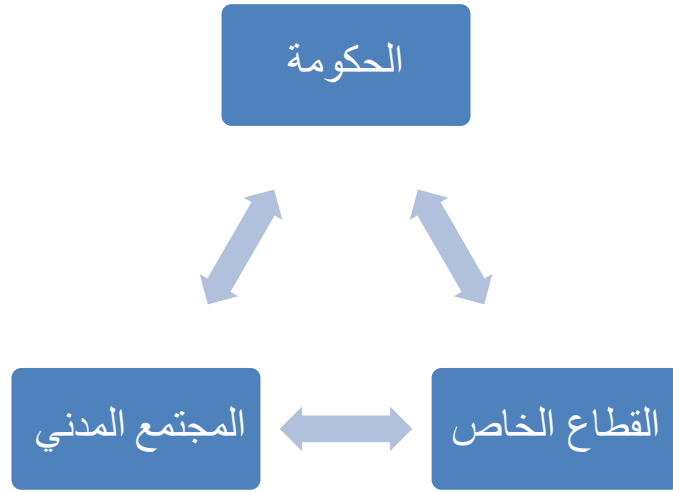 الحكومة
القطاع الخاص
المجتمع المدني